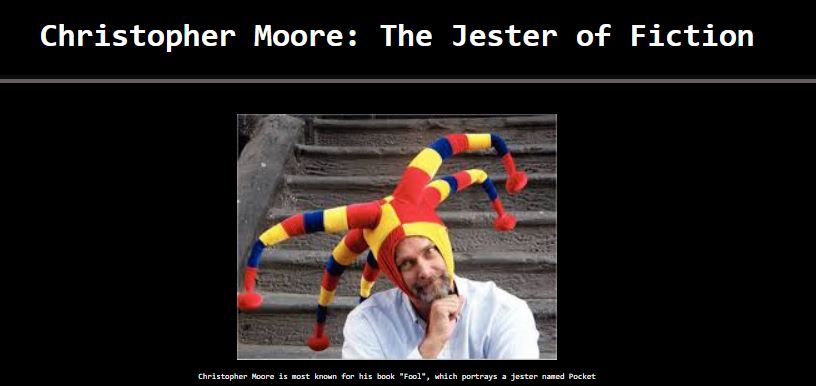 Christopher Moore: The Jester of Fiction
Christopher Moore is most known for his book "Fool", which portrays a jester named Pocket